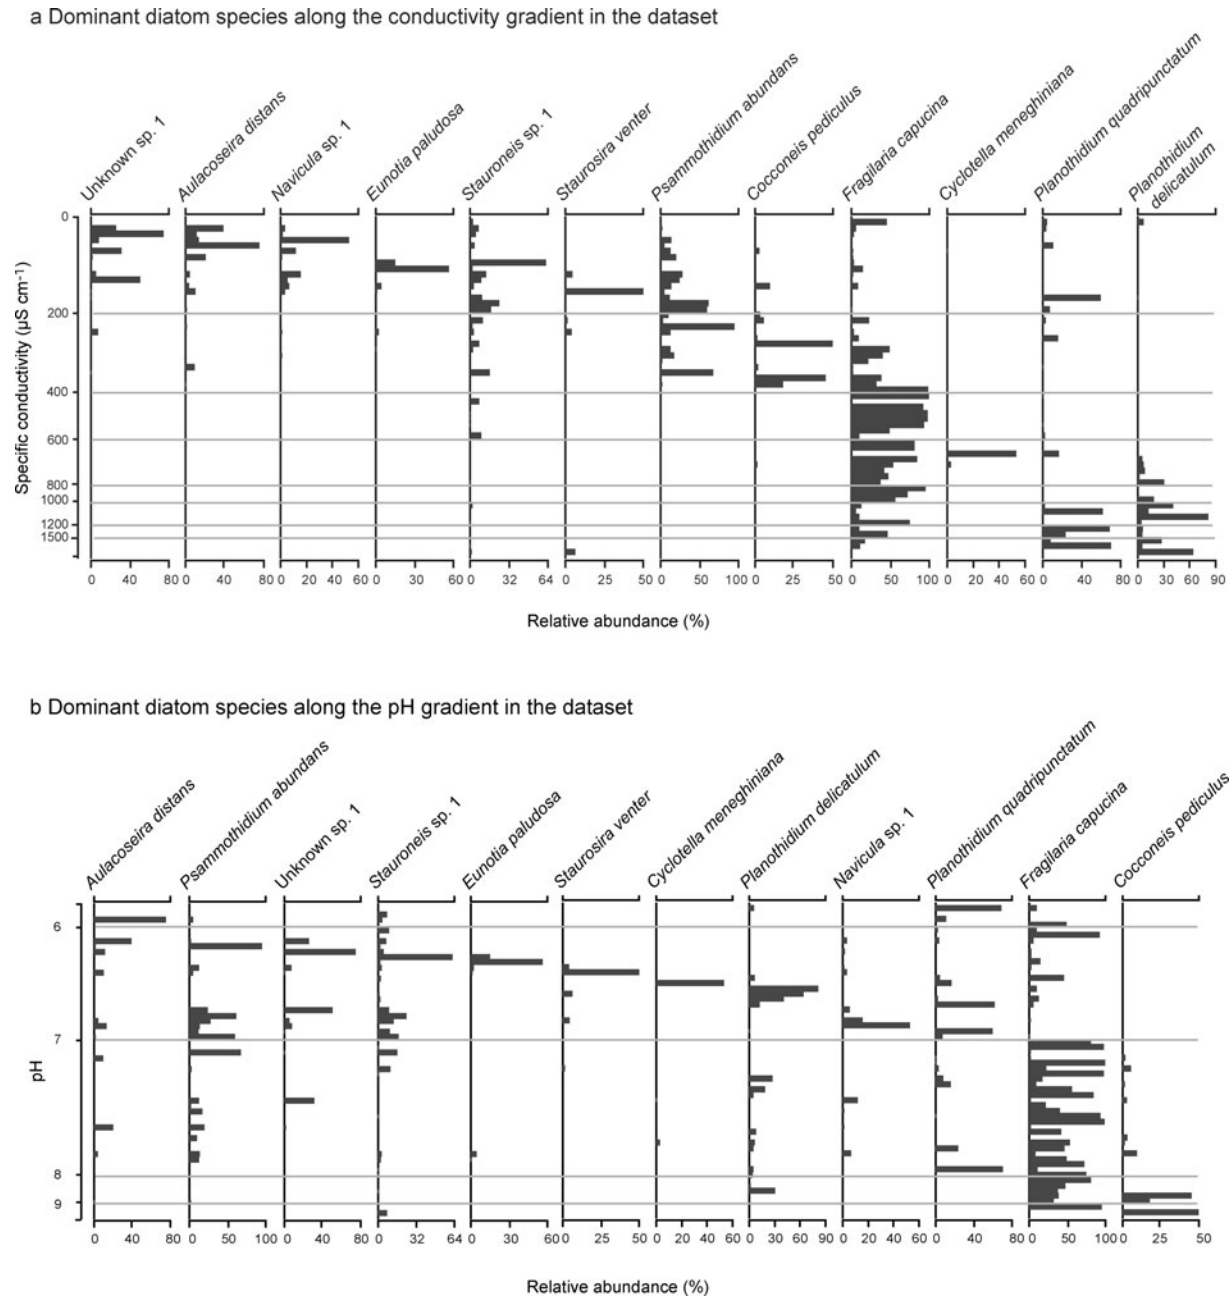 a Dominant diatom species along the conductivity gradient in the dataset
Unknown sp. 1
Aulacoseira distans
Navicula sp. 1
Eunotia paludosa
Stauroneis sp. 1
Staurosira venter
Psammothidium abundans
Cocconeis pediculus
Fragilaria capucina
Cyclotella meneghiniana
Planothidium quadripunctatum
Planothidium
delicatulum
Specific conductivity (µS cm⁻¹)
0
200
400
600
800
1000
1200
1500
0 40 80 0 40 80 0 30 60 0 30 60 0 32 64 0 25 50 0 50 100 0 25 50 0 50 100 0 20 40 60 0 40 80 0 30 60 90
Relative abundance (%)
b Dominant diatom species along the pH gradient in the dataset
Aulacoseira distans
Psammothidium abundans
Unknown sp. 1
Stauroneis sp. 1
Eunotia paludosa
Staurosira venter
Cyclotella meneghiniana
Planothidium delicatulum
Navicula sp. 1
Planothidium quadripunctatum
Fragilaria capucina
Cocconeis pediculus
pH
6
7
8
9
0 40 80 0 50 100 0 40 80 0 32 64 0 30 60 0 25 50 0 20 40 60 0 30 60 90 0 20 40 60 0 40 80 0 50 100 0 25 50
Relative abundance (%)